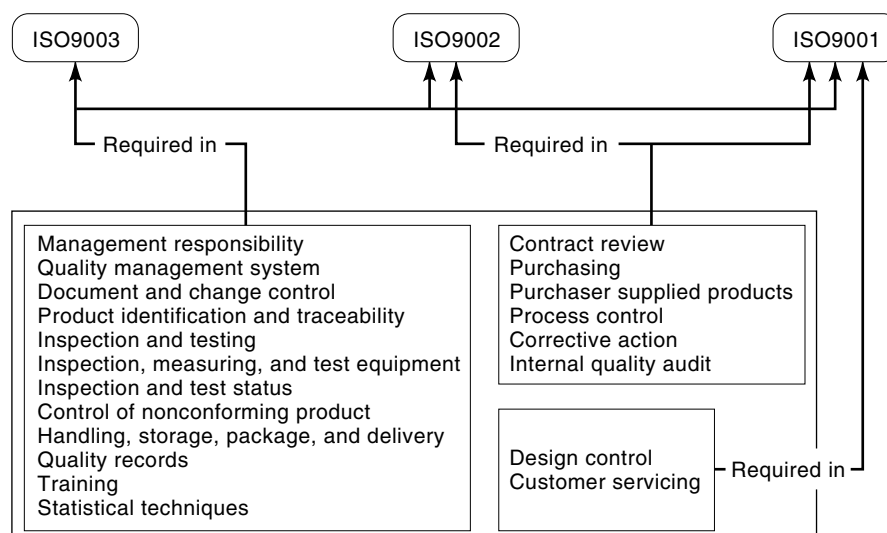 ISO9003
ISO9002
ISO9001
Required in
Required in
Management responsibility
Quality management system
Document and change control
Product identification and traceability
Inspection and testing
Inspection, measuring, and test equipment
Inspection and test status
Control of nonconforming product
Handling, storage, package, and delivery
Quality records
Training
Statistical techniques
Contract review
Purchasing
Purchaser supplied products
Process control
Corrective action
Internal quality audit
Design control
Customer servicing
Required in